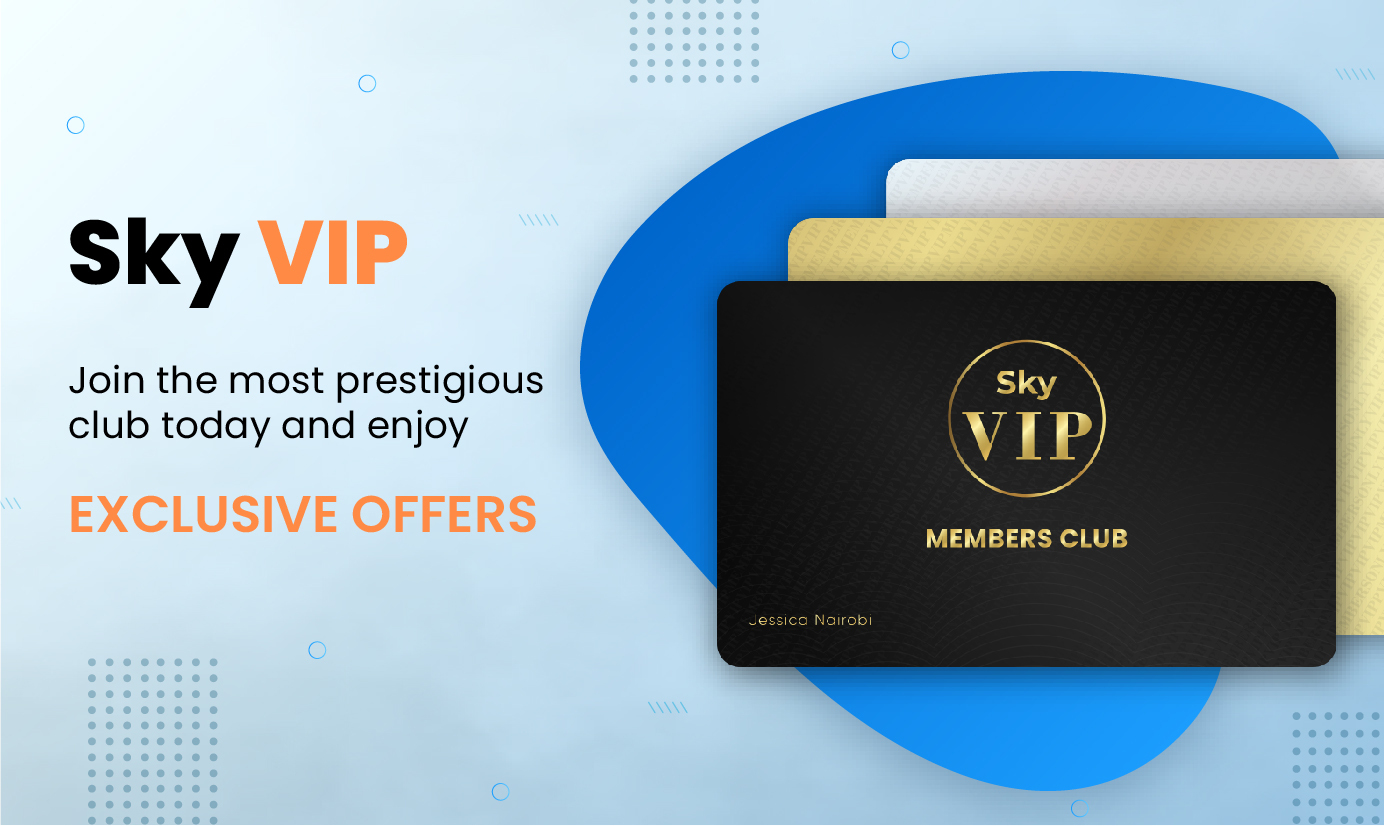 Sky VIP
Join the most prestigious
club today and enjoy
EXCLUSIVE OFFERS
Sky
VIP
MEMBERS CLUB
Jessica Nairobi